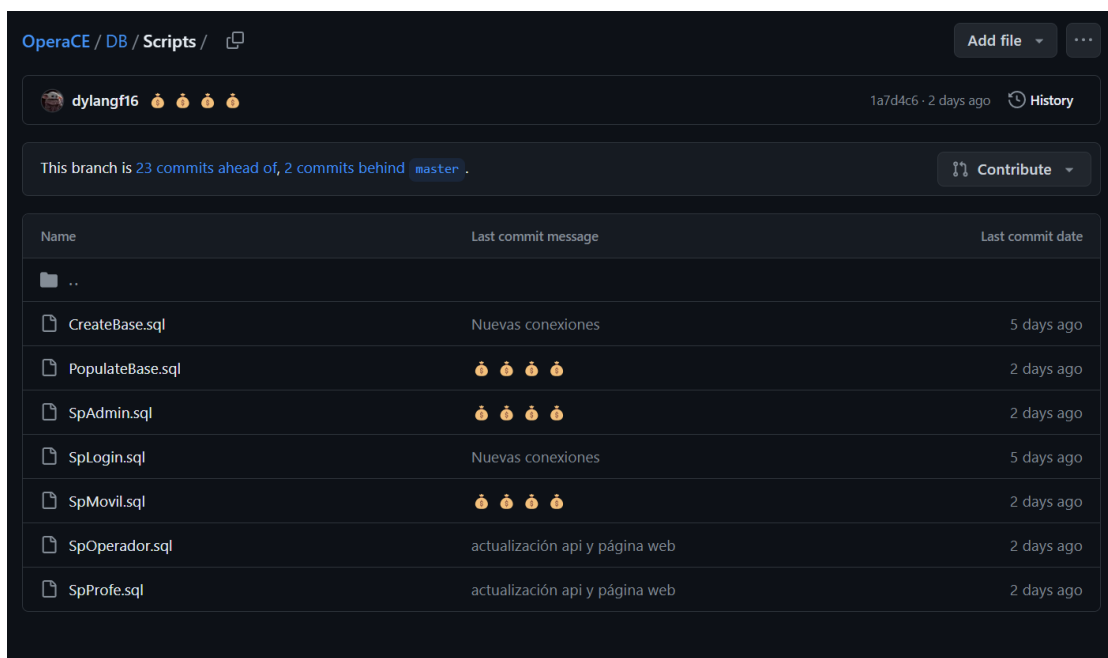 OperaCE / DB / Scripts /
Add file
dylangf16 💰 💰 💰 💰
1a7d4c6 · 2 days ago
History
This branch is 23 commits ahead of, 2 commits behind master .
Contribute
Name Last commit message Last commit date
..
CreateBase.sql Nuevas conexiones 5 days ago
PopulateBase.sql 💰 💰 💰 💰 2 days ago
SpAdmin.sql 💰 💰 💰 💰 2 days ago
SpLogin.sql Nuevas conexiones 5 days ago
SpMovil.sql 💰 💰 💰 💰 2 days ago
SpOperador.sql actualización api y página web 2 days ago
SpProfe.sql actualización api y página web 2 days ago